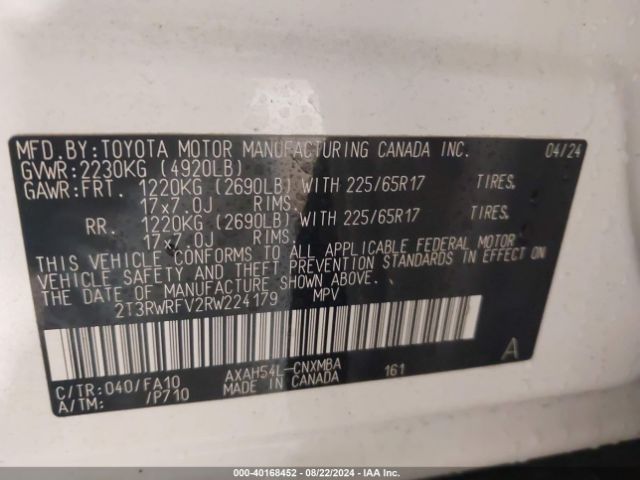 MFD.BY:TOYOTA MOTOR MANUFACTURING CANADA INC. 04/24
GVWR:2230KG (4920LB)
GAWR:FRT. 1220KG (2690LB) WITH 225/65R17 TIRES.
17x7.0J RIMS.
RR. 1220KG (2690LB) WITH 225/65R17 TIRES.
17x7.0J RIMS.
THIS VEHICLE CONFORMS TO ALL APPLICABLE FEDERAL MOTOR
VEHICLE SAFETY AND THEFT PREVENTION STANDARDS IN EFFECT ON
THE DATE OF MANUFACTURE SHOWN ABOVE.
2T3RWRFV2RW224179 MPV
A
C/TR:040/FA10 AXAH54L-CNXMBA 161
A/TM: /P710 MADE IN CANADA
000-40168452 - 08/22/2024 - IAA Inc.